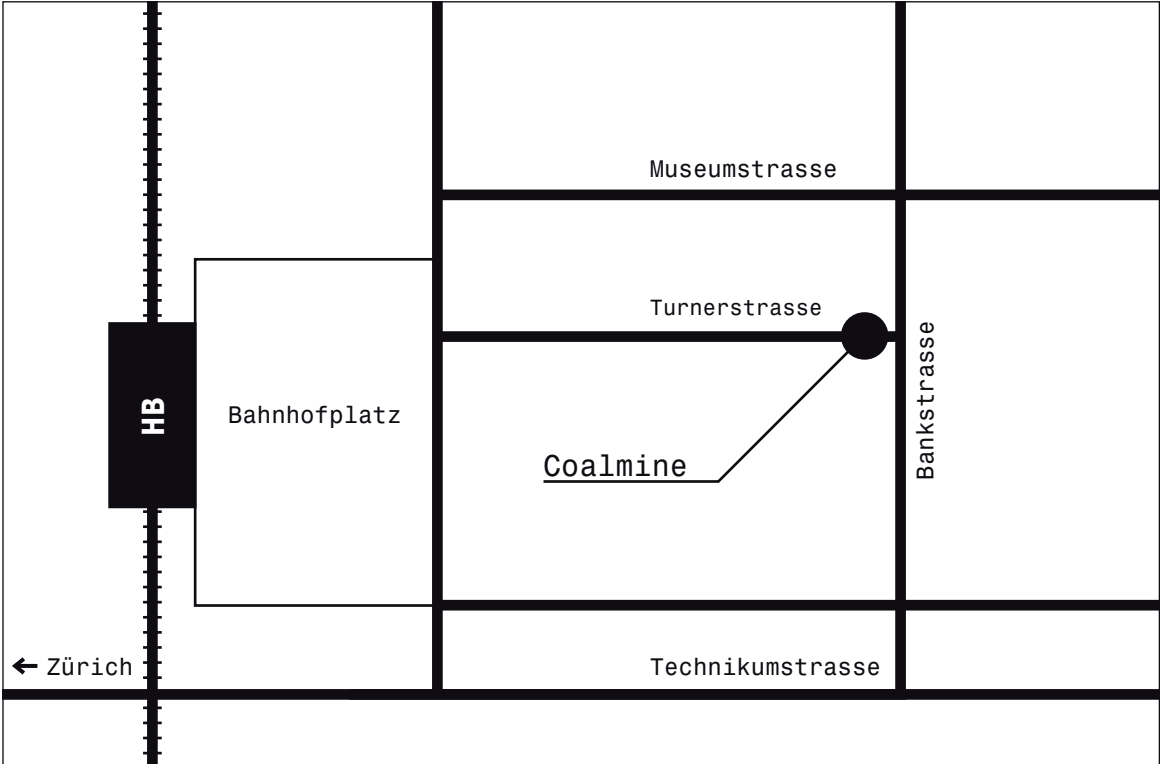 Museumstrasse
Turnerstrasse
HB
Bahnhofplatz
Bankstrasse
Coalmine
← Zürich
Technikumstrasse